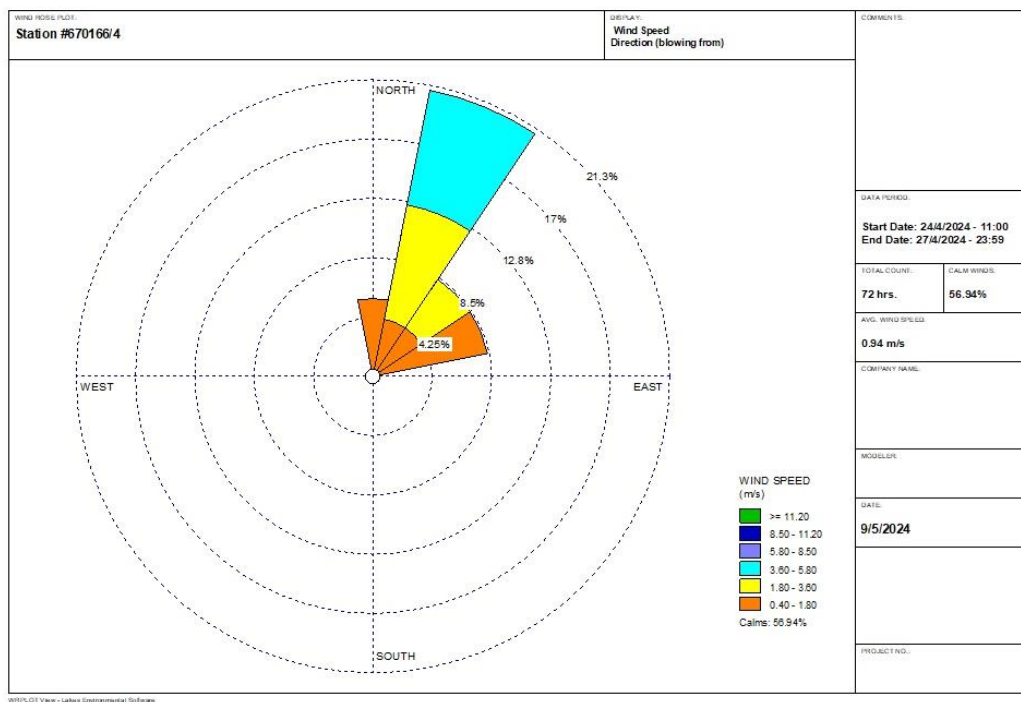 WIND ROSE PLOT:
Station #670166/4
DISPLAY:
Wind Speed
Direction (blowing from)
COMMENTS:
NORTH
21.3%
17%
12.8%
8.5%
4.25%
WEST
EAST
SOUTH
WIND SPEED
(m/s)
>= 11.20
8.50 - 11.20
5.80 - 8.50
3.60 - 5.80
1.80 - 3.60
0.40 - 1.80
Calms: 56.94%
DATA PERIOD:
Start Date: 24/4/2024 - 11:00
End Date: 27/4/2024 - 23:59
TOTAL COUNT:
72 hrs.
CALM WINDS:
56.94%
AVG. WIND SPEED:
0.94 m/s
COMPANY NAME:
MODELER:
DATE:
9/5/2024
PROJECT NO.:
WRPLOT View - Lakes Environmental Software